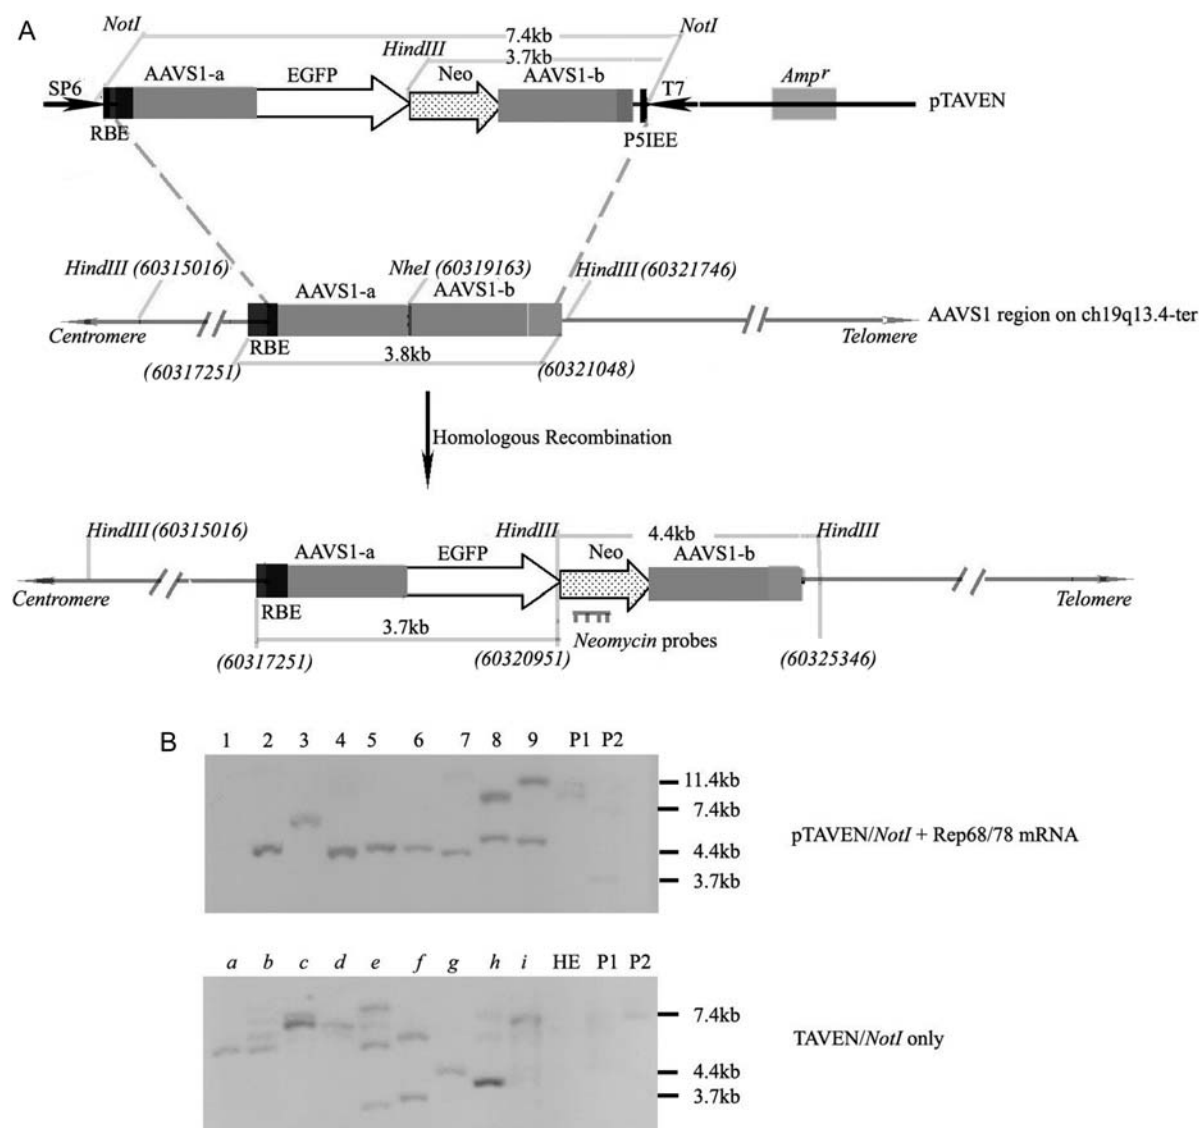 A
NotI
NotI
7.4kb
HindIII
3.7kb
SP6
AAVS1-a
EGFP
Neo
AAVS1-b
T7
Ampr
pTAVEN
RBE
P5IEE
HindIII (60315016)
NheI (60319163)
HindIII (60321746)
AAVS1-a
AAVS1-b
AAVS1 region on ch19q13.4-ter
Centromere
RBE
Telomere
3.8kb
(60317251)
(60321048)
Homologous Recombination
HindIII (60315016)
HindIII
4.4kb
HindIII
AAVS1-a
EGFP
Neo
AAVS1-b
Centromere
RBE
Telomere
3.7kb
Neomycin probes
(60317251)
(60320951)
(60325346)
B
1 2 3 4 5 6 7 8 9 P1 P2
11.4kb
7.4kb
pTAVEN/NotI + Rep68/78 mRNA
4.4kb
3.7kb
a b c d e f g h i HE P1 P2
7.4kb
TAVEN/NotI only
4.4kb
3.7kb